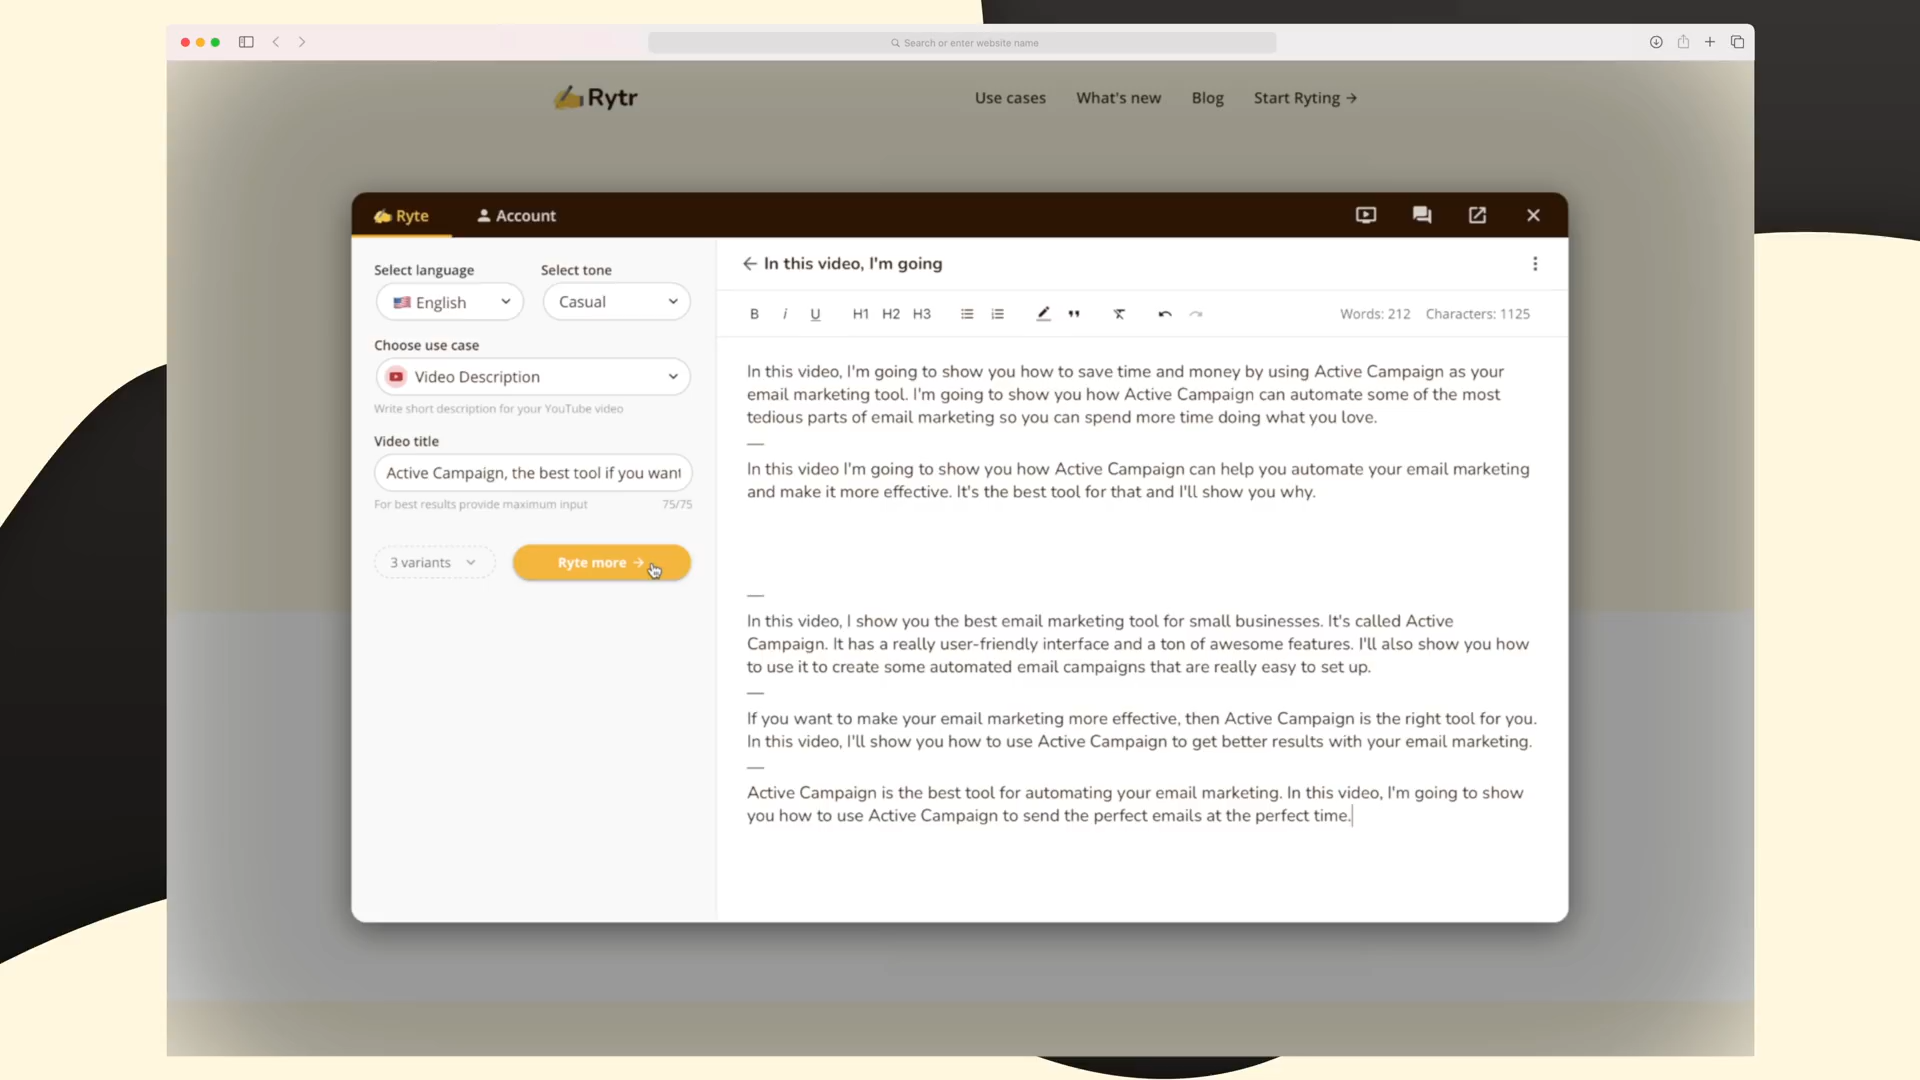 Search or enter website name
Rytr
Use cases
What's new
Blog
Start Ryting →
Ryte
Account
Select language
Select tone
English
Casual
Choose use case
Video Description
Write short description for your YouTube video
Video title
Active Campaign, the best tool if you want
For best results provide maximum input
75/75
3 variants
Ryte more →
← In this video, I'm going
B i U H1 H2 H3
Words: 212 Characters: 1125
In this video, I'm going to show you how to save time and money by using Active Campaign as your
email marketing tool. I'm going to show you how Active Campaign can automate some of the most
tedious parts of email marketing so you can spend more time doing what you love.
—
In this video I'm going to show you how Active Campaign can help you automate your email marketing
and make it more effective. It's the best tool for that and I'll show you why.
—
In this video, I show you the best email marketing tool for small businesses. It's called Active
Campaign. It has a really user-friendly interface and a ton of awesome features. I'll also show you how
to use it to create some automated email campaigns that are really easy to set up.
—
If you want to make your email marketing more effective, then Active Campaign is the right tool for you.
In this video, I'll show you how to use Active Campaign to get better results with your email marketing.
—
Active Campaign is the best tool for automating your email marketing. In this video, I'm going to show
you how to use Active Campaign to send the perfect emails at the perfect time.